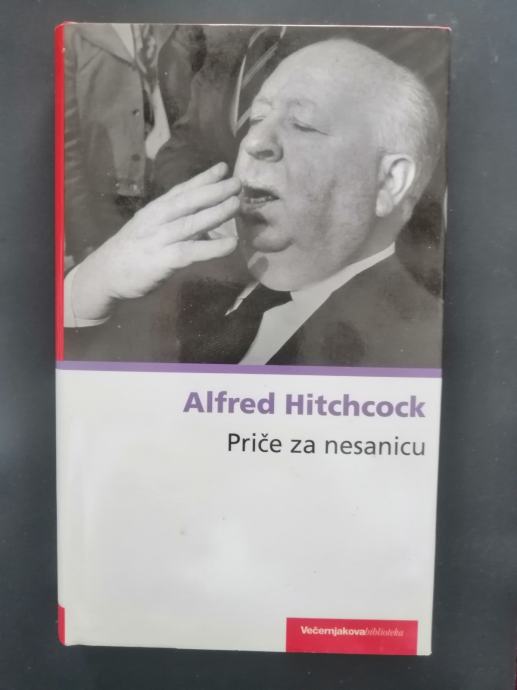 Alfred Hitchcock
Priče za nesanicu
Večernjakovabiblioteka